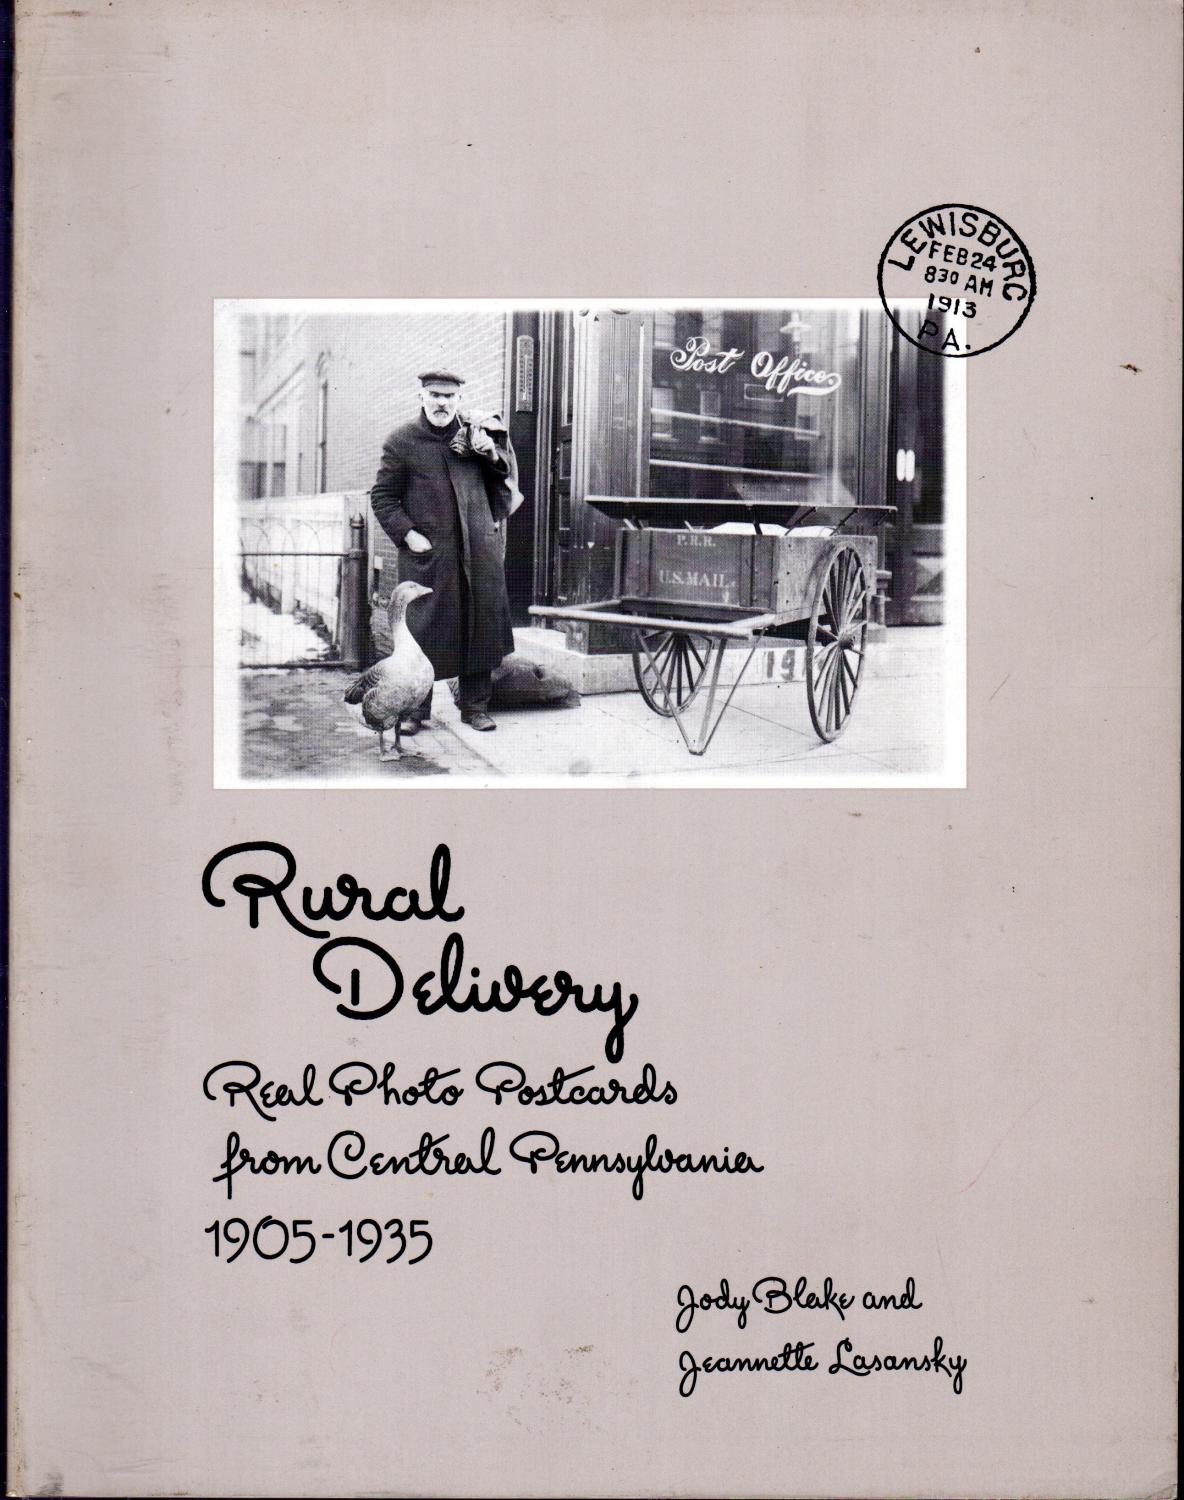 LEWISBURG
FEB 24
830 AM
1913
PA.
Post Office
P.R.R.
U.S.MAIL.
Rural
Delivery
Real Photo Postcards
from Central Pennsylvania
1905-1935
Jody Blake and
Jeannette Lasansky